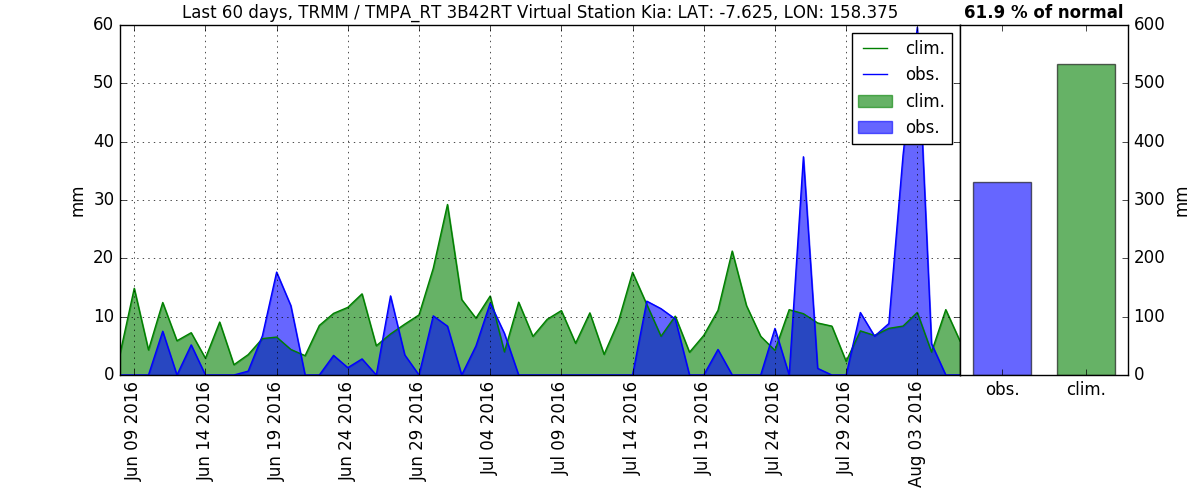 Last 60 days, TRMM / TMPA_RT 3B42RT Virtual Station Kia: LAT: -7.625, LON: 158.375
61.9 % of normal
60
50
40
30
20
10
0
mm
clim.
obs.
clim.
obs.
Jun 09 2016
Jun 14 2016
Jun 19 2016
Jun 24 2016
Jun 29 2016
Jul 04 2016
Jul 09 2016
Jul 14 2016
Jul 19 2016
Jul 24 2016
Jul 29 2016
Aug 03 2016
600
500
400
300
200
100
0
mm
obs.
clim.